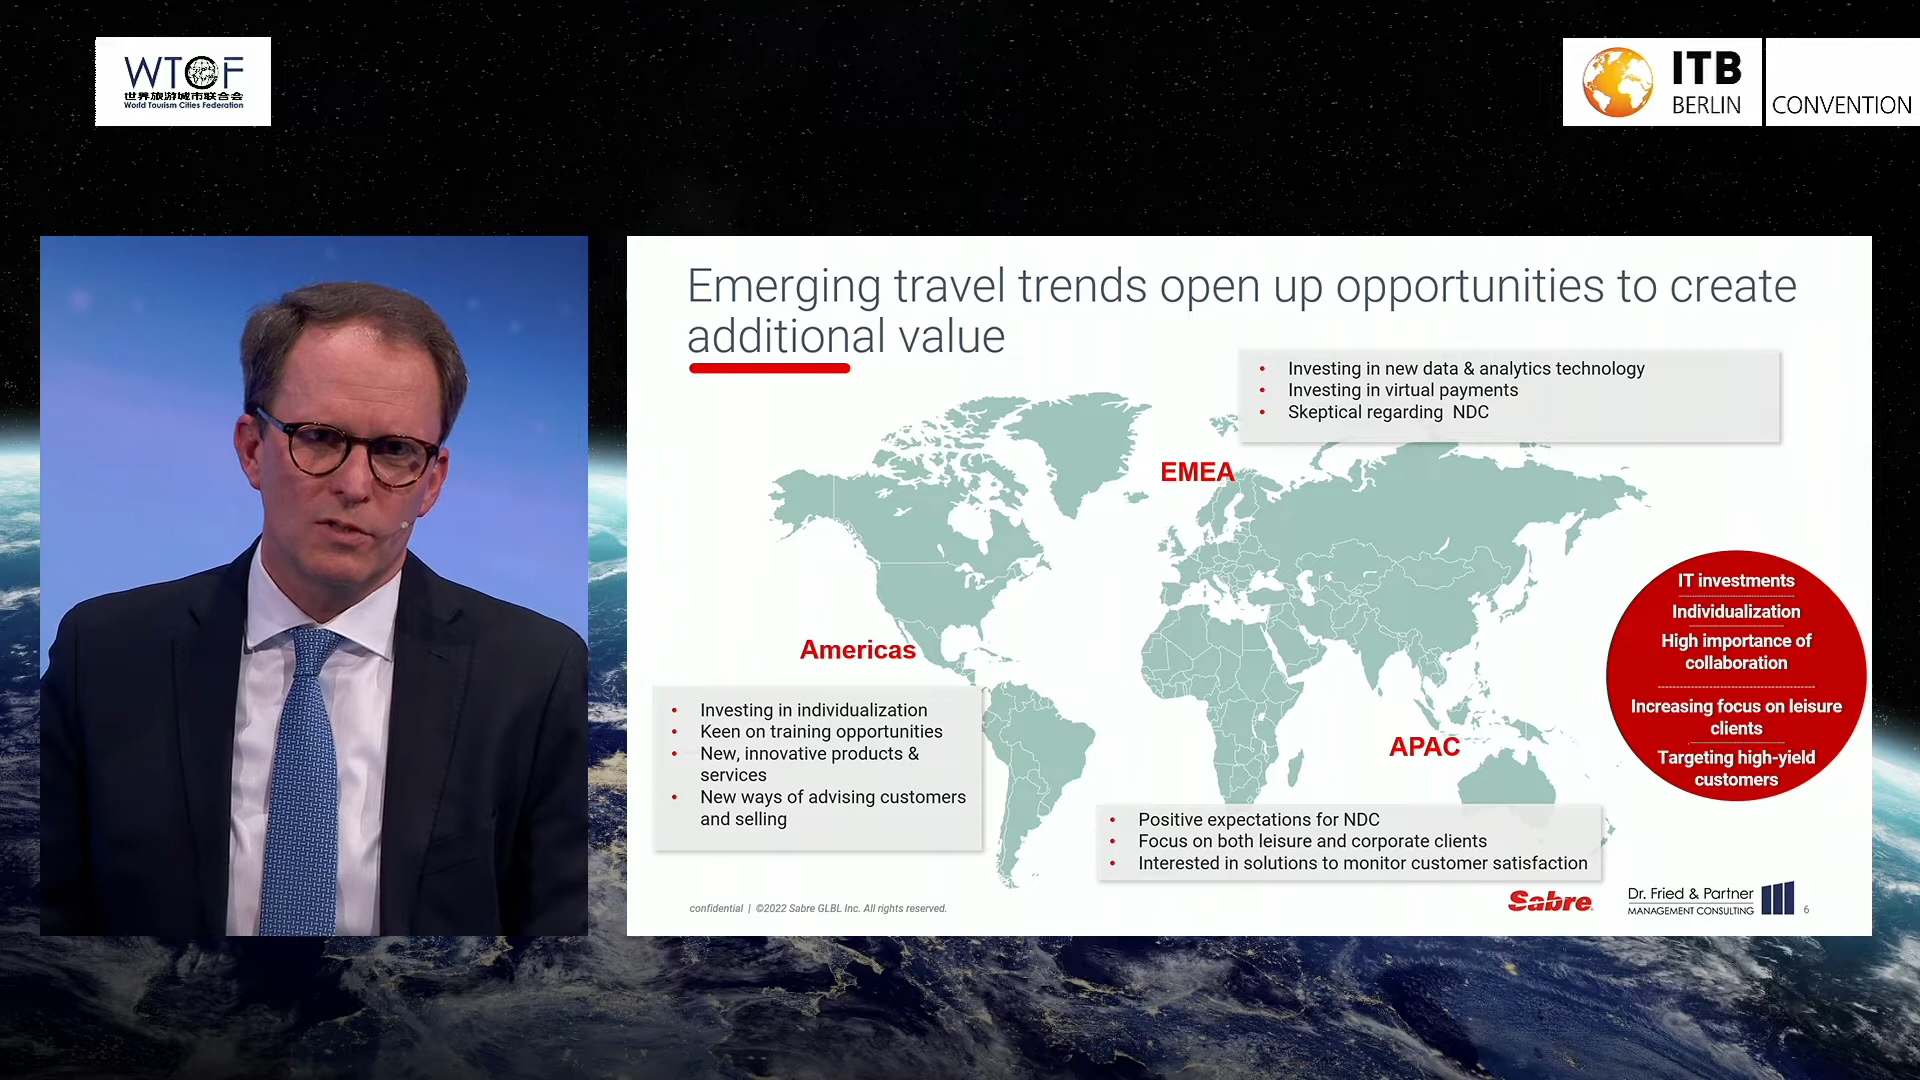 WTCF
世界旅游城市联合会
World Tourism Cities Federation
ITB
BERLIN
CONVENTION
Emerging travel trends open up opportunities to create
additional value
• Investing in new data & analytics technology
• Investing in virtual payments
• Skeptical regarding NDC
EMEA
Americas
• Investing in individualization
• Keen on training opportunities
• New, innovative products &
services
• New ways of advising customers
and selling
APAC
• Positive expectations for NDC
• Focus on both leisure and corporate clients
• Interested in solutions to monitor customer satisfaction
IT investments
Individualization
High importance of
collaboration
Increasing focus on leisure
clients
Targeting high-yield
customers
confidential | ©2022 Sabre GLBL Inc. All rights reserved.
Sabre
Dr. Fried & Partner
MANAGEMENT CONSULTING
6